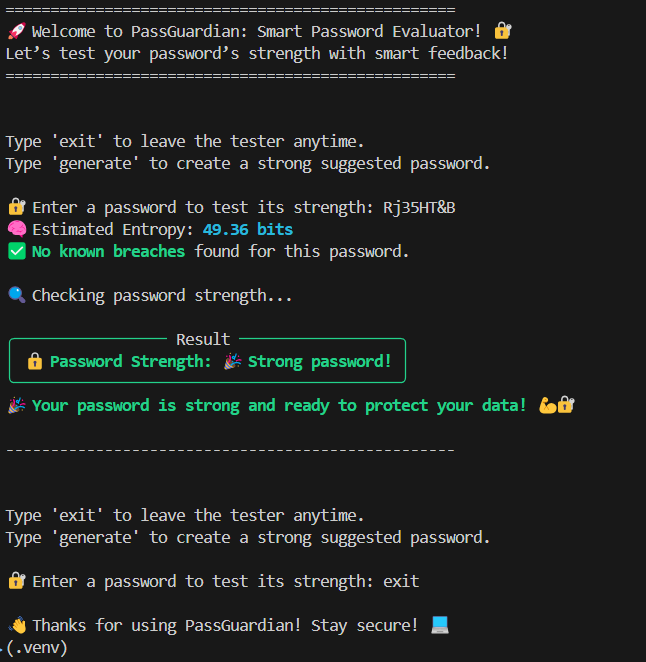 ==================================================
🚀 Welcome to PassGuardian: Smart Password Evaluator! 🔐
Let’s test your password’s strength with smart feedback!
==================================================
Type 'exit' to leave the tester anytime.
Type 'generate' to create a strong suggested password.
🔐 Enter a password to test its strength: Rj35HT&B
🧠 Estimated Entropy: 49.36 bits
✅ No known breaches found for this password.
🔍 Checking password strength...
Result
🔒 Password Strength: 🎉 Strong password!
🎉 Your password is strong and ready to protect your data! 💪🔐
--------------------------------------------------
Type 'exit' to leave the tester anytime.
Type 'generate' to create a strong suggested password.
🔐 Enter a password to test its strength: exit
👋 Thanks for using PassGuardian! Stay secure! 💻
(.venv)